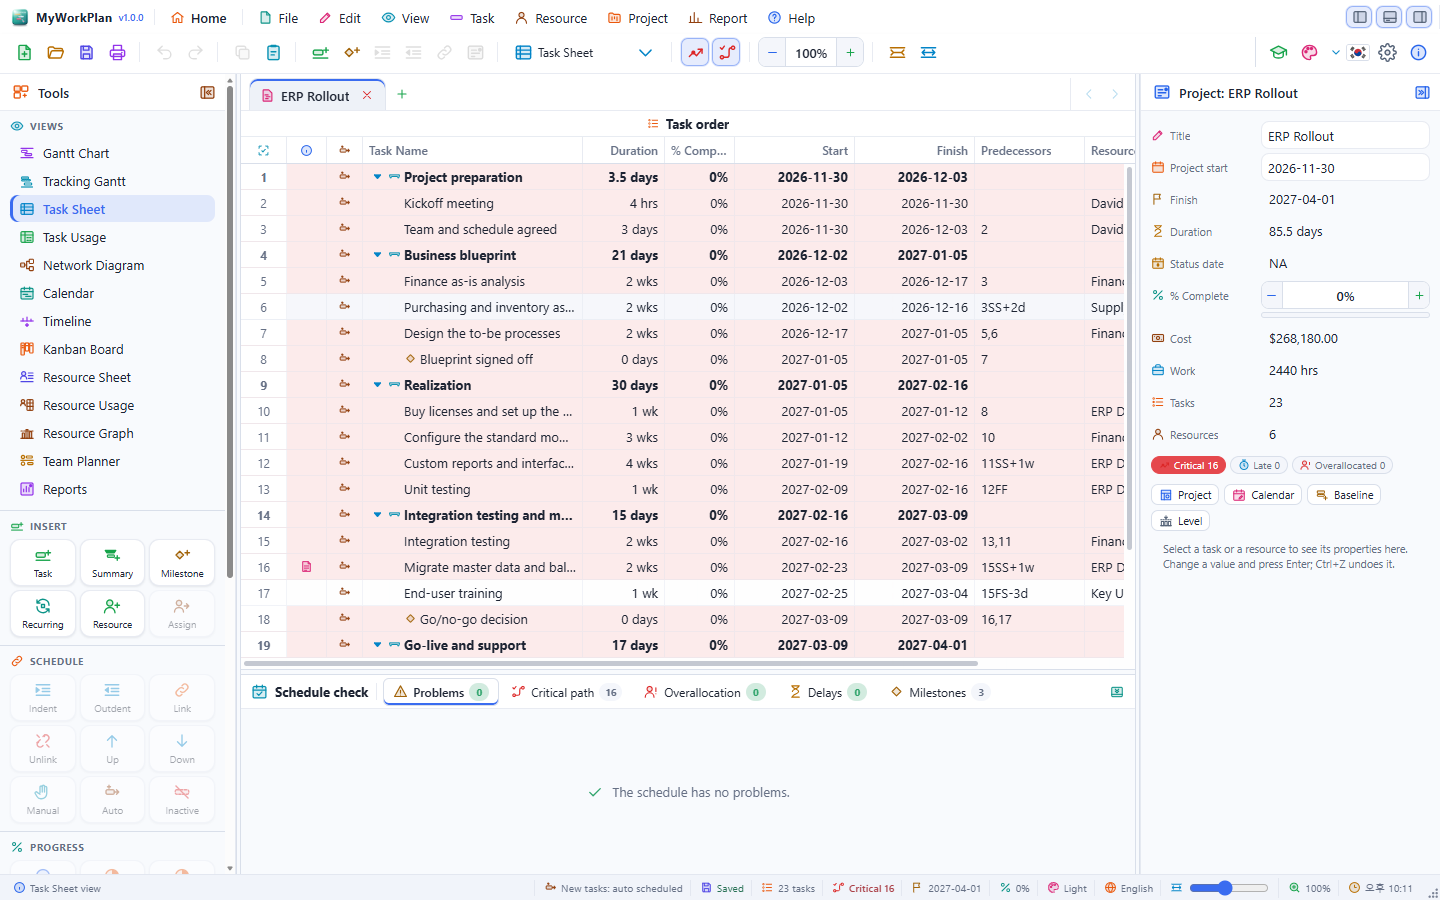 MyWorkPlan v1.0.0 Home File Edit View Task Resource Project Report Help
Task Sheet 100%
Tools
VIEWS
Gantt Chart
Tracking Gantt
Task Sheet
Task Usage
Network Diagram
Calendar
Timeline
Kanban Board
Resource Sheet
Resource Usage
Resource Graph
Team Planner
Reports
INSERT
Task Summary Milestone
Recurring Resource Assign
SCHEDULE
Indent Outdent Link
Unlink Up Down
Manual Auto Inactive
PROGRESS
ERP Rollout
Task order
Task Name Duration % Comp... Start Finish Predecessors Resourc
1 Project preparation 3.5 days 0% 2026-11-30 2026-12-03
2 Kickoff meeting 4 hrs 0% 2026-11-30 2026-11-30 David
3 Team and schedule agreed 3 days 0% 2026-11-30 2026-12-03 2 David
4 Business blueprint 21 days 0% 2026-12-02 2027-01-05
5 Finance as-is analysis 2 wks 0% 2026-12-03 2026-12-17 3 Financ
6 Purchasing and inventory as... 2 wks 0% 2026-12-02 2026-12-16 3SS+2d Suppl
7 Design the to-be processes 2 wks 0% 2026-12-17 2027-01-05 5,6 Financ
8 Blueprint signed off 0 days 0% 2027-01-05 2027-01-05 7
9 Realization 30 days 0% 2027-01-05 2027-02-16
10 Buy licenses and set up the ... 1 wk 0% 2027-01-05 2027-01-12 8 ERP D
11 Configure the standard mo... 3 wks 0% 2027-01-12 2027-02-02 10 Financ
12 Custom reports and interfac... 4 wks 0% 2027-01-19 2027-02-16 11SS+1w ERP D
13 Unit testing 1 wk 0% 2027-02-09 2027-02-16 12FF ERP D
14 Integration testing and m... 15 days 0% 2027-02-16 2027-03-09
15 Integration testing 2 wks 0% 2027-02-16 2027-03-02 13,11 Financ
16 Migrate master data and bal... 2 wks 0% 2027-02-23 2027-03-09 15SS+1w ERP D
17 End-user training 1 wk 0% 2027-02-25 2027-03-04 15FS-3d Key U
18 Go/no-go decision 0 days 0% 2027-03-09 2027-03-09 16,17
19 Go-live and support 17 days 0% 2027-03-09 2027-04-01
Schedule check Problems 0 Critical path 16 Overallocation 0 Delays 0 Milestones 3
The schedule has no problems.
Project: ERP Rollout
Title ERP Rollout
Project start 2026-11-30
Finish 2027-04-01
Duration 85.5 days
Status date NA
% Complete 0%
Cost $268,180.00
Work 2440 hrs
Tasks 23
Resources 6
Critical 16 Late 0 Overallocated 0
Project Calendar Baseline
Level
Select a task or a resource to see its properties here.
Change a value and press Enter; Ctrl+Z undoes it.
Task Sheet view New tasks: auto scheduled Saved 23 tasks Critical 16 2027-04-01 0% Light English 100% 오후 10:11